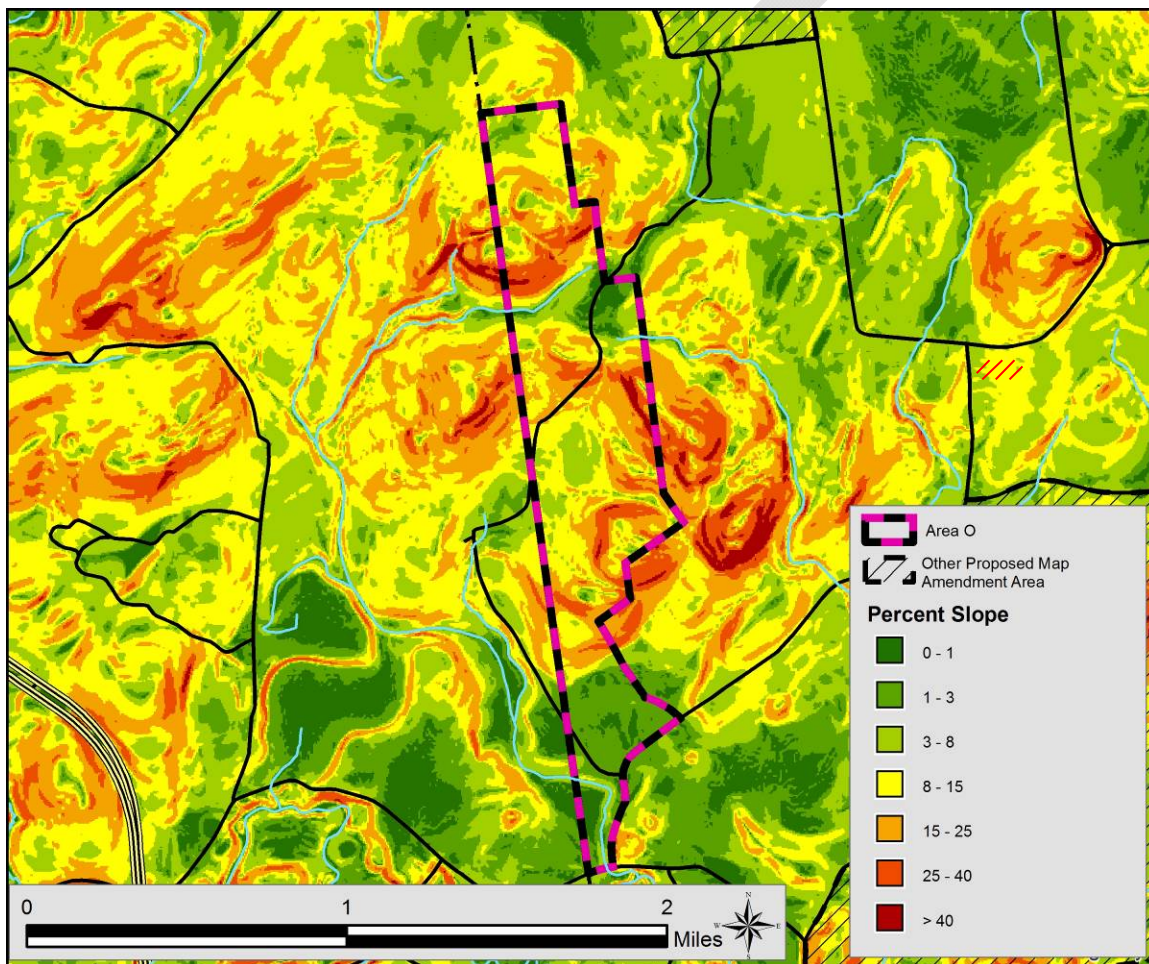 Area O
Other Proposed Map
Amendment Area
Percent Slope
0 - 1
1 - 3
3 - 8
8 - 15
15 - 25
25 - 40
> 40
0 1 2
Miles
N
W E
S